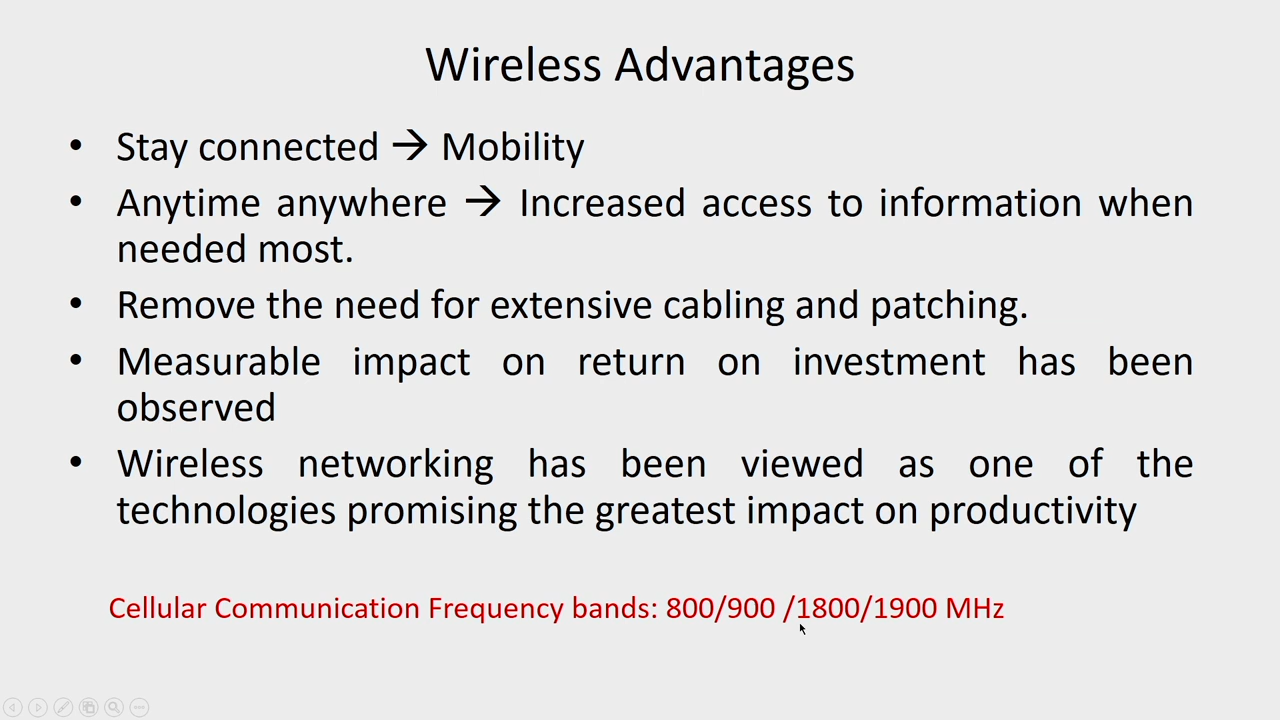 Wireless Advantages
• Stay connected → Mobility
• Anytime anywhere → Increased access to information when
needed most.
• Remove the need for extensive cabling and patching.
• Measurable impact on return on investment has been
observed
• Wireless networking has been viewed as one of the
technologies promising the greatest impact on productivity
Cellular Communication Frequency bands: 800/900 /1800/1900 MHz